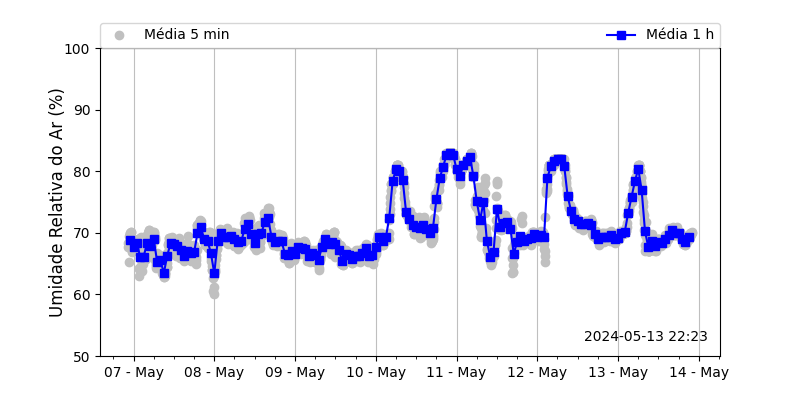 Média 5 min
Média 1 h
100
90
80
70
60
50
Umidade Relativa do Ar (%)
2024-05-13 22:23
07 - May
08 - May
09 - May
10 - May
11 - May
12 - May
13 - May
14 - May